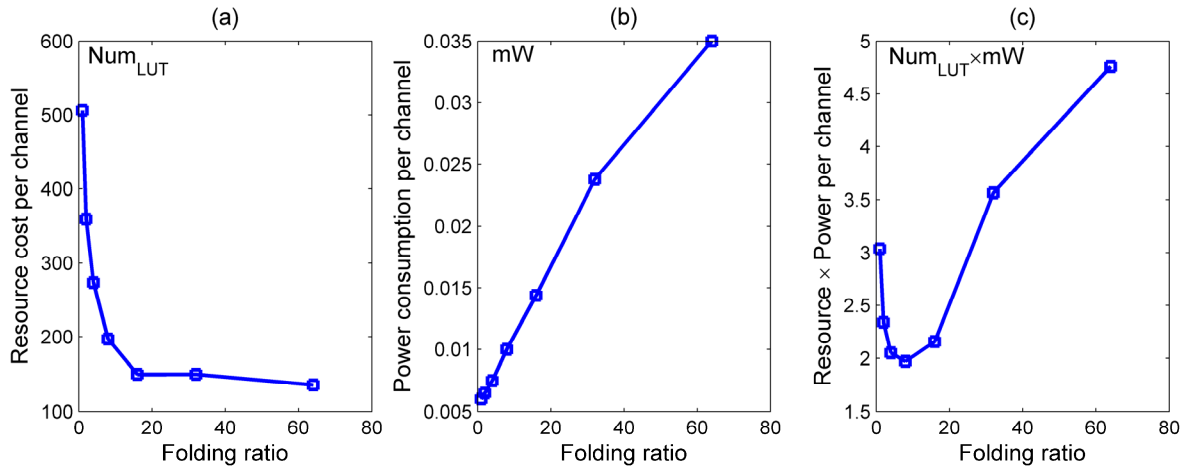 (a)
Num_LUT
Resource cost per channel
600
500
400
300
200
100
0 20 40 60 80
Folding ratio
(b)
mW
Power consumption per channel
0.035
0.03
0.025
0.02
0.015
0.01
0.005
0 20 40 60 80
Folding ratio
(c)
Num_LUT×mW
Resource × Power per channel
5
4.5
4
3.5
3
2.5
2
1.5
0 20 40 60 80
Folding ratio